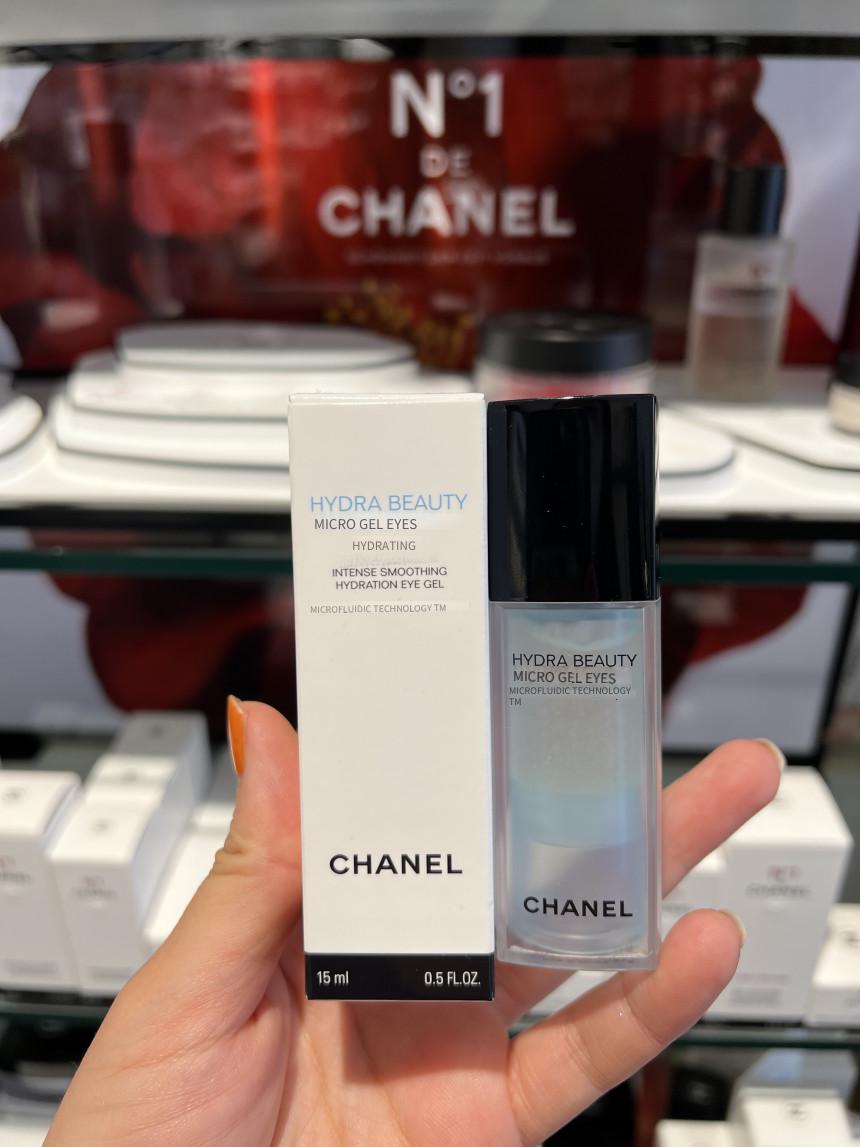 N°1
DE
CHANEL
HYDRA BEAUTY
MICRO GEL EYES
HYDRATING
INTENSE SMOOTHING
HYDRATION EYE GEL
MICROFLUIDIC TECHNOLOGY TM
CHANEL
15 ml 0.5 FL.OZ.
HYDRA BEAUTY
MICRO GEL EYES
MICROFLUIDIC TECHNOLOGY
TM
CHANEL